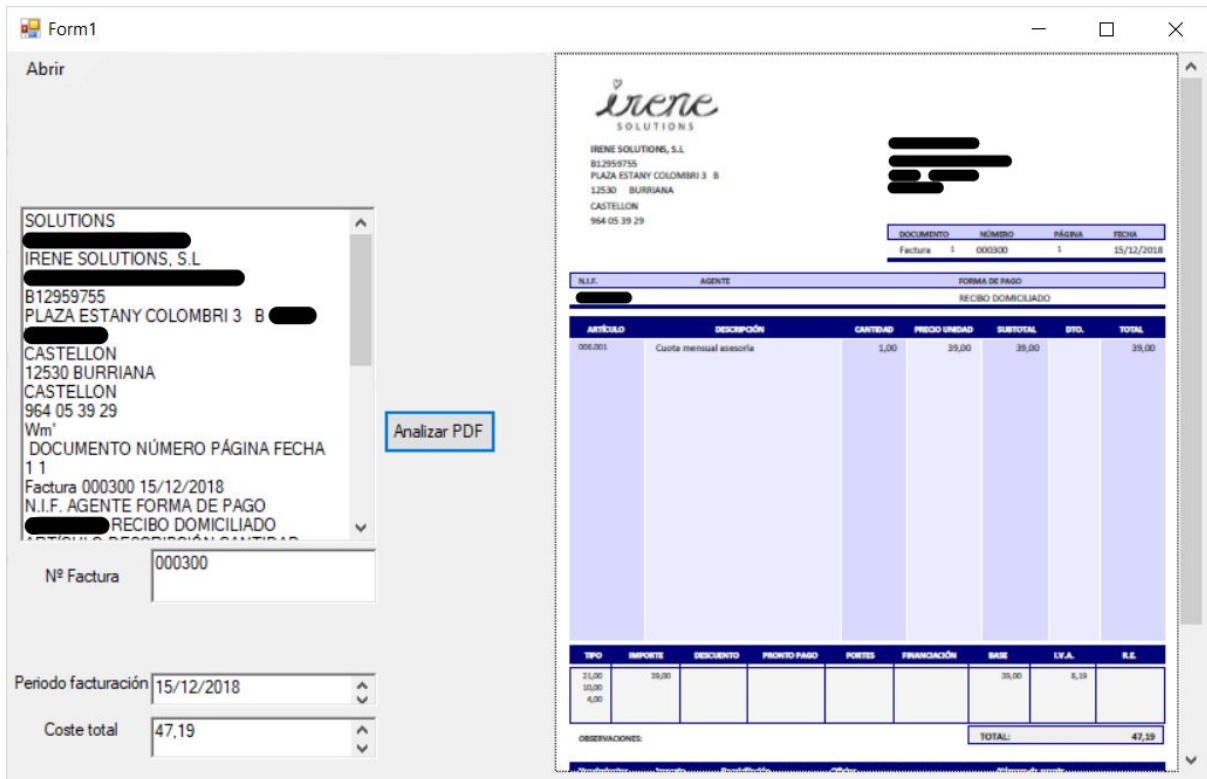 Form1
Abrir
SOLUTIONS
IRENE SOLUTIONS, S.L
B12959755
PLAZA ESTANY COLOMBRI 3 B
CASTELLON
12530 BURRIANA
CASTELLON
964 05 39 29
Wm'
DOCUMENTO NÚMERO PÁGINA FECHA
1 1
Factura 000300 15/12/2018
N.I.F. AGENTE FORMA DE PAGO
RECIBO DOMICILIADO
ARTÍCULO DESCRIPCIÓN CANTIDAD
Analizar PDF
Nº Factura 000300
Periodo facturación 15/12/2018
Coste total 47,19
irene
SOLUTIONS
IRENE SOLUTIONS, S.L
B12959755
PLAZA ESTANY COLOMBRI 3 B
12530 BURRIANA
CASTELLON
964 05 39 29
DOCUMENTO NÚMERO PÁGINA FECHA
Factura 1 000300 1 15/12/2018
N.I.F. AGENTE FORMA DE PAGO
RECIBO DOMICILIADO
ARTÍCULO DESCRIPCIÓN CANTIDAD PRECIO UNIDAD SUBTOTAL DTO. TOTAL
006.001 Cuota mensual asesoría 1,00 39,00 39,00 39,00
TIPO IMPORTE DESCUENTO PRONTO PAGO PORTES FINANCIACIÓN BASE I.V.A. R.E.
21,00 39,00 39,00 8,19
10,00
4,00
OBSERVACIONES: TOTAL: 47,19